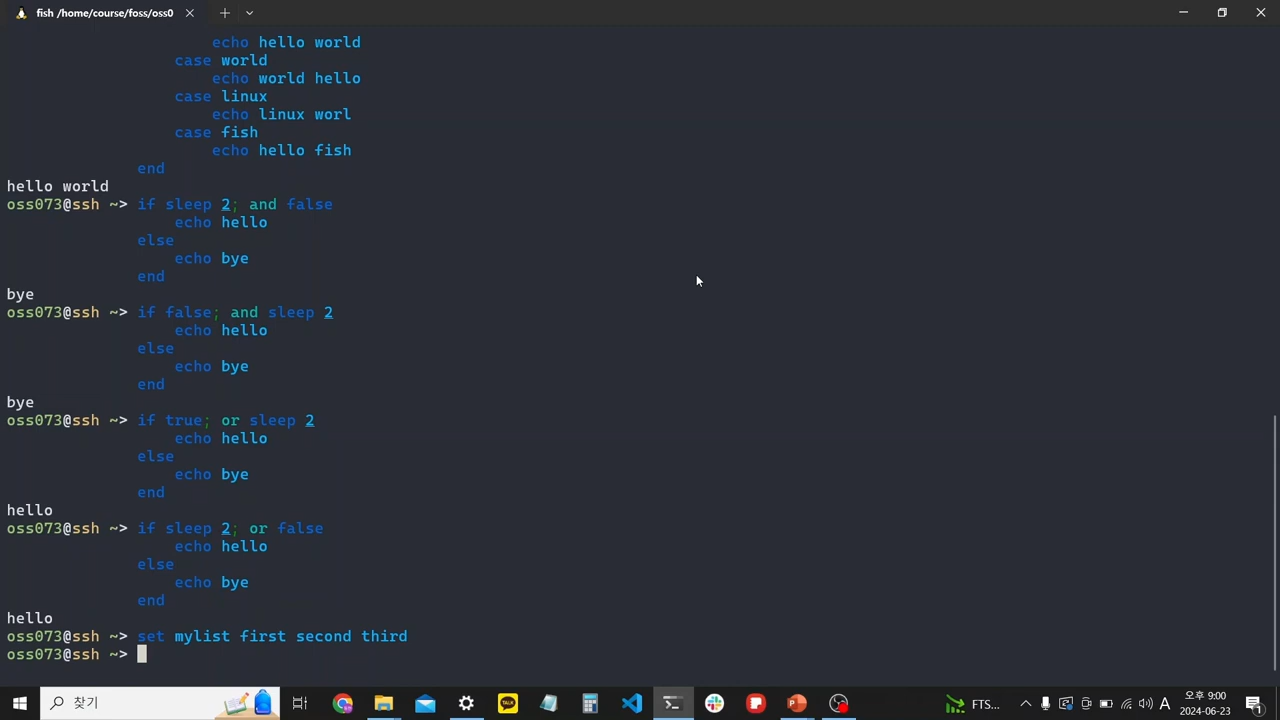 fish /home/course/foss/oss0
echo hello world
case world
echo world hello
case linux
echo linux worl
case fish
echo hello fish
end
hello world
oss073@ssh ~> if sleep 2; and false
echo hello
else
echo bye
end
bye
oss073@ssh ~> if false; and sleep 2
echo hello
else
echo bye
end
bye
oss073@ssh ~> if true; or sleep 2
echo hello
else
echo bye
end
hello
oss073@ssh ~> if sleep 2; or false
echo hello
else
echo bye
end
hello
oss073@ssh ~> set mylist first second third
oss073@ssh ~>
찾기
TALK
FTS...
A
오후 9:00
2024-06-23
1